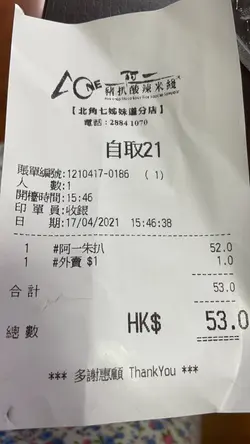 AONE
阿一
豬扒酸辣米綫
【北角七姊妹道分店】
電話：28841070
自取21
賬單編號:1210417-0186 (1)
人 數:1
開檯時間:15:46
印 單 員:收銀
日 期:17/04/2021 15:46:38
1 #阿一朱扒 52.0
1 #外賣 $1 1.0
合計 53.0
總數 HK$ 53.0
*** 多謝惠顧 ThankYou ***